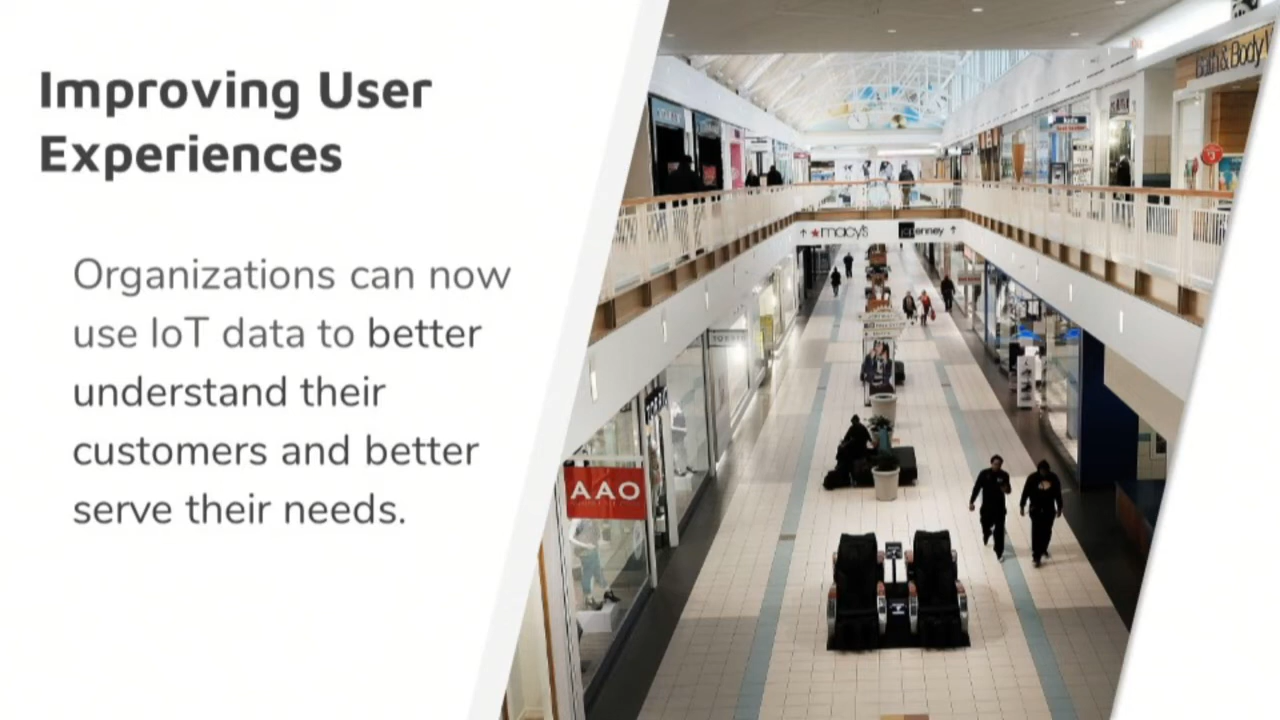 Improving User
Experiences
Organizations can now
use IoT data to better
understand their
customers and better
serve their needs.
Bath & Body
macy's
jcpenney
AAO